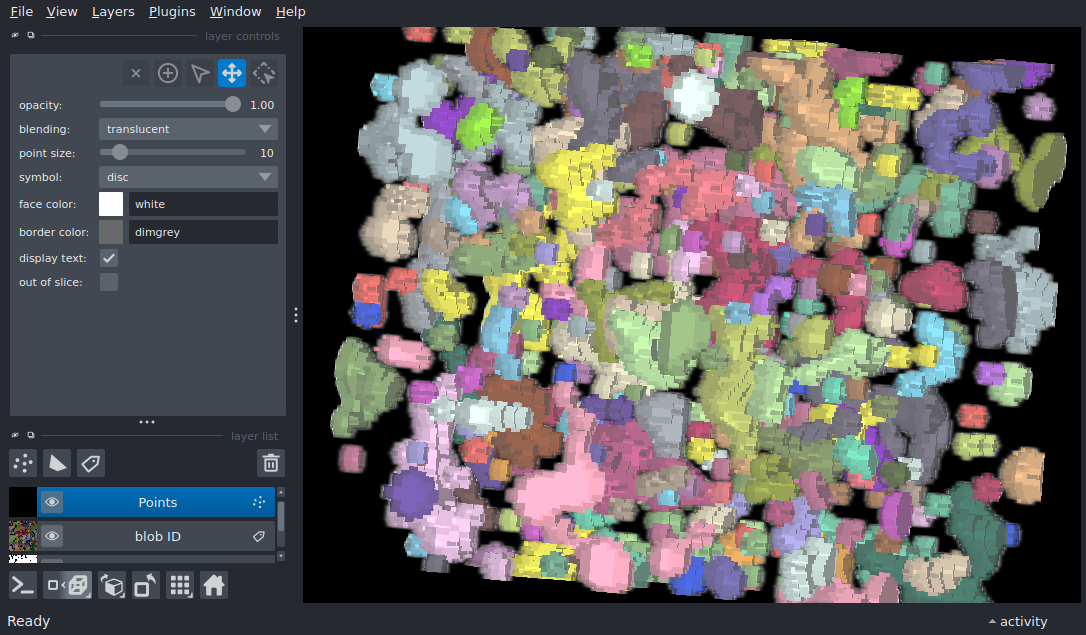 File View Layers Plugins Window Help
layer controls
opacity: 1.00
blending: translucent
point size: 10
symbol: disc
face color: white
border color: dimgrey
display text:
out of slice:
layer list
Points
blob ID
Ready
activity